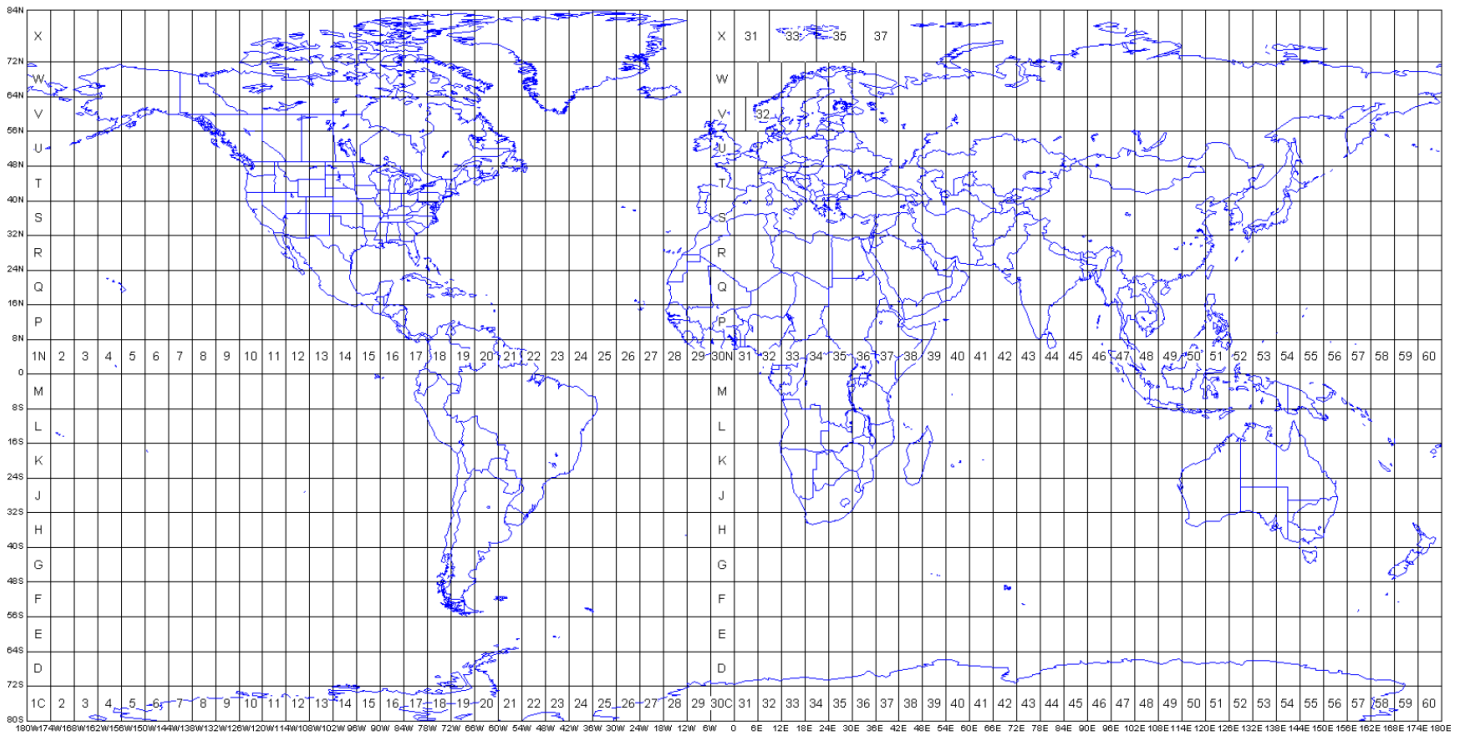 84N
X X 31 33 35 37
72N
W W
64N
V V 32
56N
U U
48N
T T
40N
S S
32N
R R
24N
Q Q
16N
P P
8N
1N 2 3 4 5 6 7 8 9 10 11 12 13 14 15 16 17 18 19 20 21 22 23 24 25 26 27 28 29 30N 31 32 33 34 35 36 37 38 39 40 41 42 43 44 45 46 47 48 49 50 51 52 53 54 55 56 57 58 59 60
0
M M
8S
L L
16S
K K
24S
J J
32S
H H
40S
G G
48S
F F
56S
E E
64S
D D
72S
1C 2 3 4 5 6 7 8 9 10 11 12 13 14 15 16 17 18 19 20 21 22 23 24 25 26 27 28 29 30C 31 32 33 34 35 36 37 38 39 40 41 42 43 44 45 46 47 48 49 50 51 52 53 54 55 56 57 58 59 60
80S
180W 174W 168W 162W 156W 150W 144W 138W 132W 126W 120W 114W 108W 102W 96W 90W 84W 78W 72W 66W 60W 54W 48W 42W 36W 30W 24W 18W 12W 6W 0 6E 12E 18E 24E 30E 36E 42E 48E 54E 60E 66E 72E 78E 84E 90E 96E 102E 108E 114E 120E 126E 132E 138E 144E 150E 156E 162E 168E 174E 180E